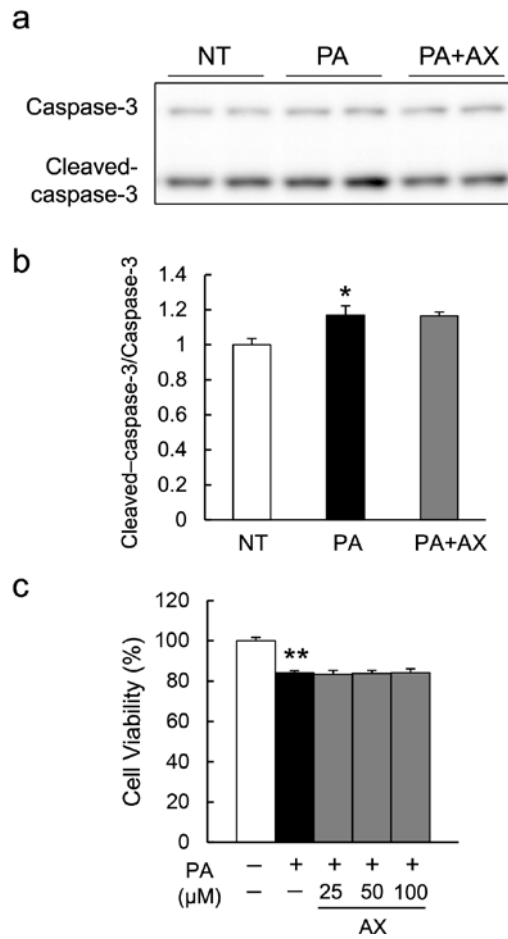 a
NT PA PA+AX
Caspase-3
Cleaved-
caspase-3
b
Cleaved–caspase-3/Caspase-3
1.4
1.2
1
0.8
0.6
0.4
0.2
0
*
NT PA PA+AX
c
Cell Viability (%)
120
100
80
60
40
20
0
**
PA – + + + +
(μM) – – 25 50 100
AX